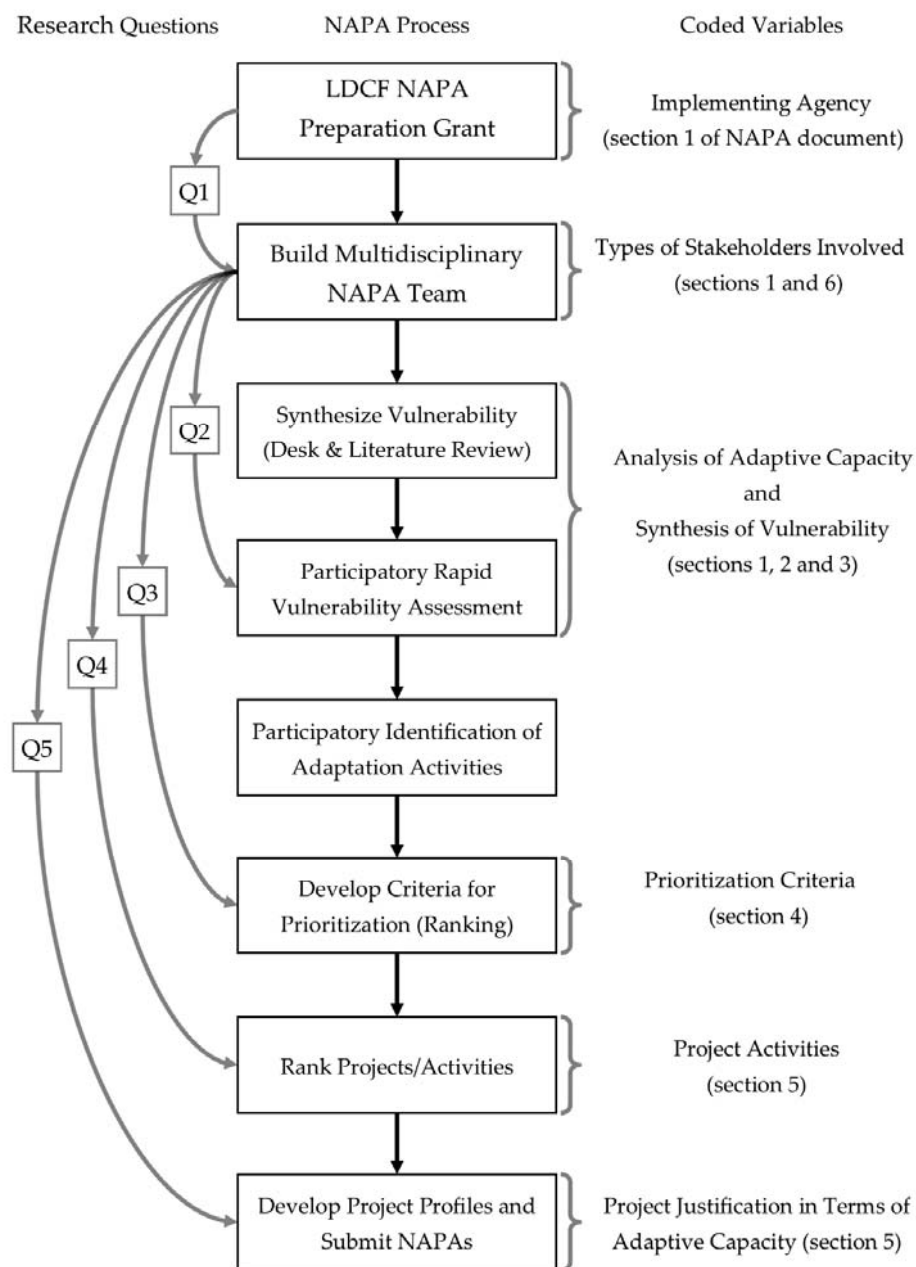 Research Questions
NAPA Process
Coded Variables
LDCF NAPA
Preparation Grant
Implementing Agency
(section 1 of NAPA document)
Q1
Build Multidisciplinary
NAPA Team
Types of Stakeholders Involved
(sections 1 and 6)
Q2
Synthesize Vulnerability
(Desk & Literature Review)
Analysis of Adaptive Capacity
and
Synthesis of Vulnerability
(sections 1, 2 and 3)
Participatory Rapid
Vulnerability Assessment
Q3
Q4
Q5
Participatory Identification of
Adaptation Activities
Develop Criteria for
Prioritization (Ranking)
Prioritization Criteria
(section 4)
Rank Projects/Activities
Project Activities
(section 5)
Develop Project Profiles and
Submit NAPAs
Project Justification in Terms of
Adaptive Capacity (section 5)